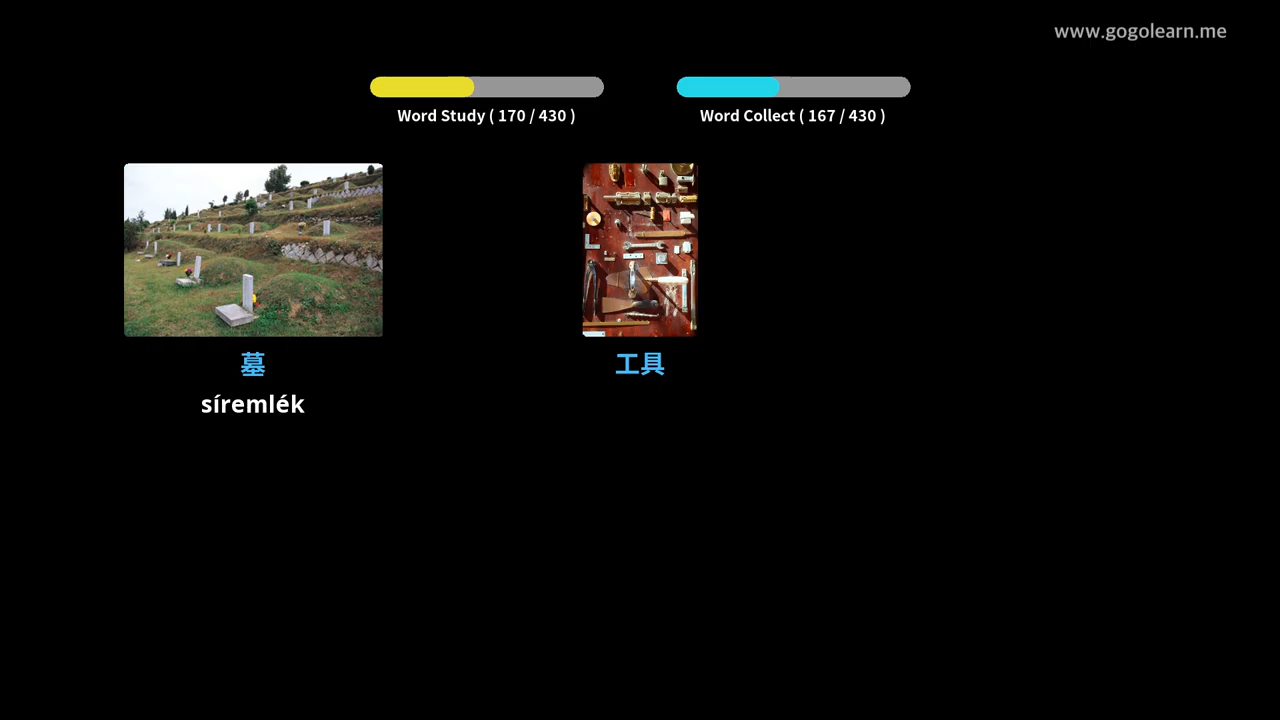 www.gogolearn.me
Word Study ( 170 / 430 )
Word Collect ( 167 / 430 )
墓
工具
síremlék